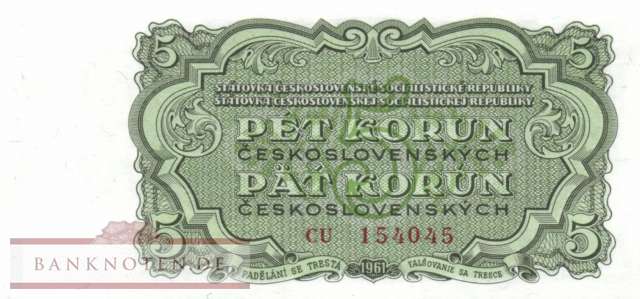 5 5
STÁTOVKA ČESKOSLOVENSKÉ SOCIALISTICKÉ REPUBLIKY
ŠTÁTOVKA ČESKOSLOVENSKEJ SOCIALISTICKEJ REPUBLIKY
PĚT KORUN
ČESKOSLOVENSKÝCH
PÄŤ KORÚN
ČESKOSLOVENSKÝCH
5 CU 154045 5
PADĚLÁNÍ SE TRESTÁ 1961 FALŠOVANIE SA TRESCE
BANKNOTEN.DE